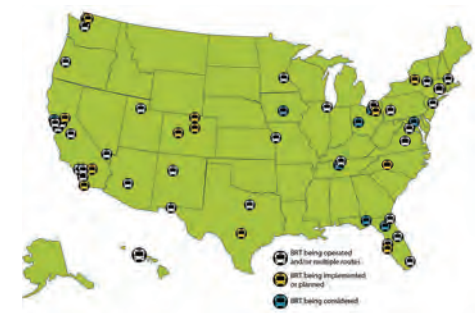 BRT being operated
and/or multiple routes
BRT being implemented
or planned
BRT being considered